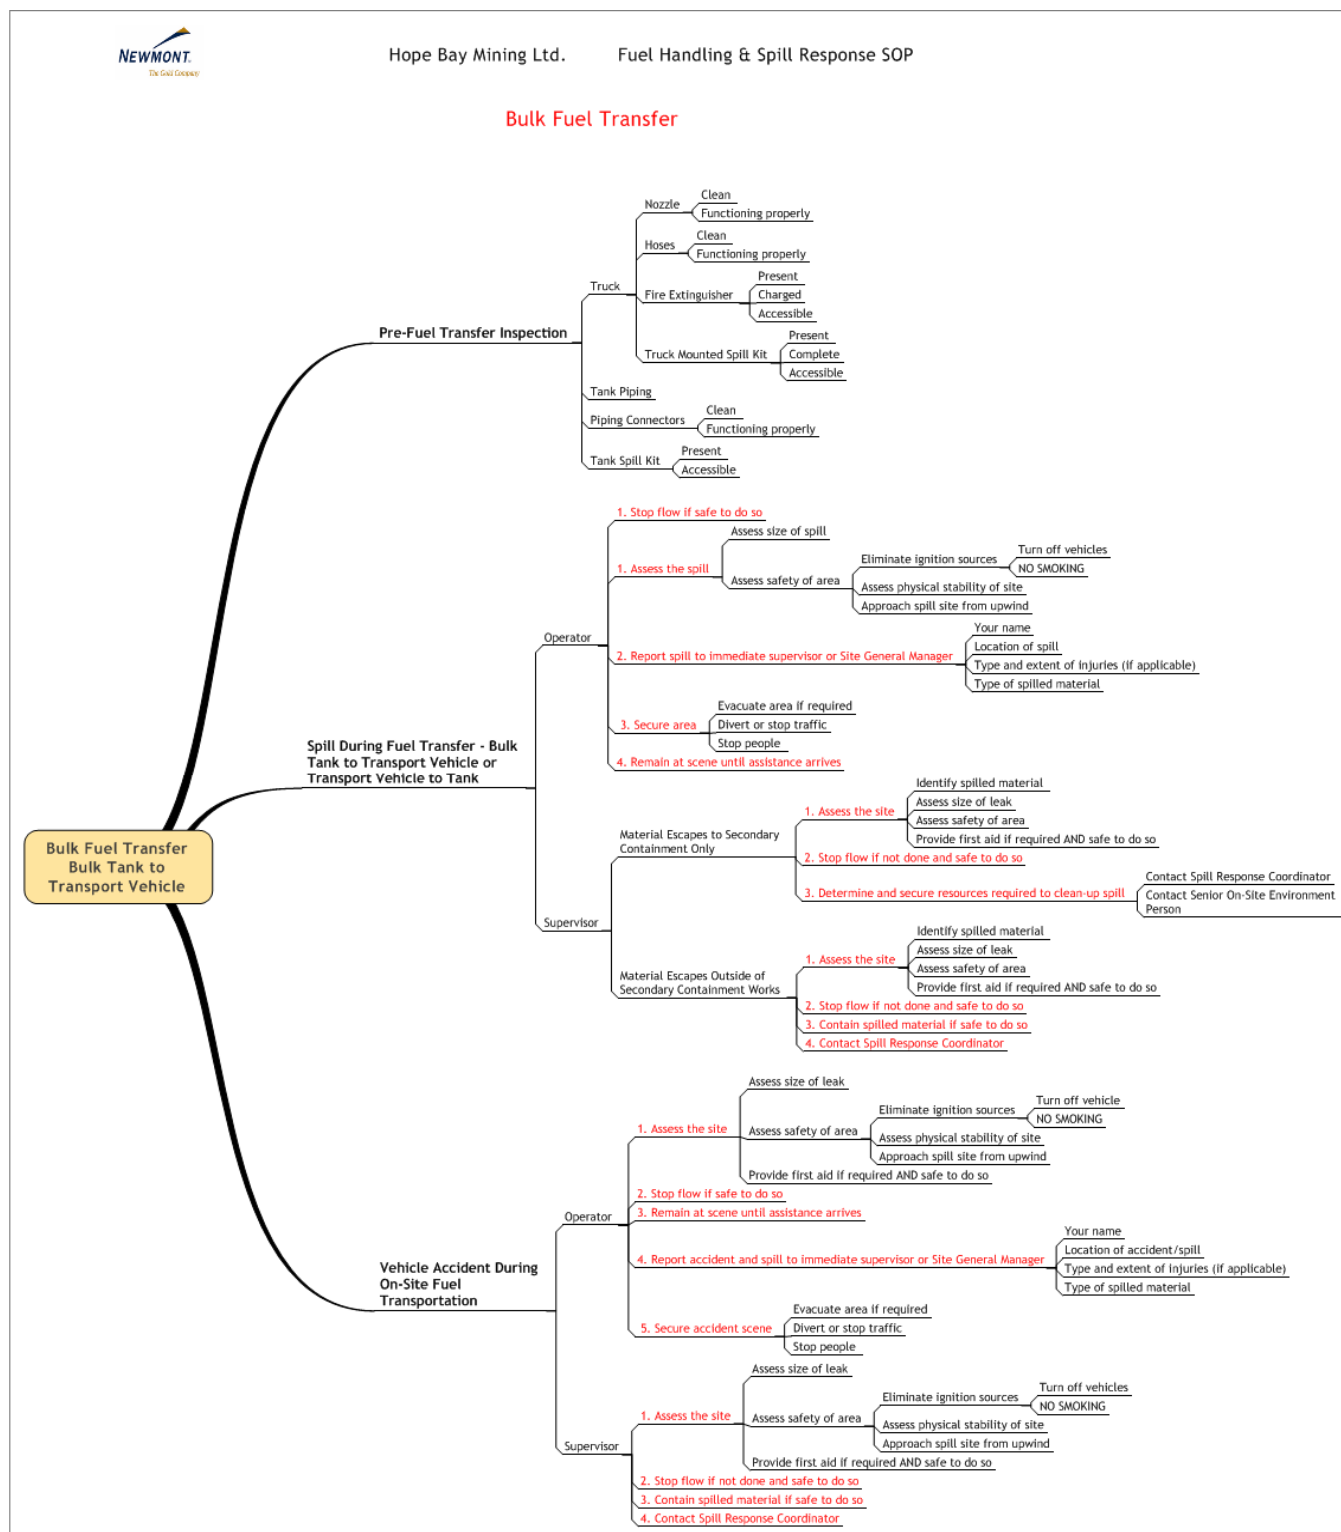 NEWMONT.
The Gold Company
Hope Bay Mining Ltd. Fuel Handling & Spill Response SOP
Bulk Fuel Transfer
Bulk Fuel Transfer
Bulk Tank to
Transport Vehicle
Pre-Fuel Transfer Inspection
Truck
Nozzle
Clean
Functioning properly
Hoses
Clean
Functioning properly
Fire Extinguisher
Present
Charged
Accessible
Truck Mounted Spill Kit
Present
Complete
Accessible
Tank Piping
Piping Connectors
Clean
Functioning properly
Tank Spill Kit
Present
Accessible
Spill During Fuel Transfer - Bulk
Tank to Transport Vehicle or
Transport Vehicle to Tank
Operator
1. Stop flow if safe to do so
1. Assess the spill
Assess size of spill
Assess safety of area
Eliminate ignition sources
Turn off vehicles
NO SMOKING
Assess physical stability of site
Approach spill site from upwind
2. Report spill to immediate supervisor or Site General Manager
Your name
Location of spill
Type and extent of injuries (if applicable)
Type of spilled material
3. Secure area
Evacuate area if required
Divert or stop traffic
Stop people
4. Remain at scene until assistance arrives
Supervisor
Material Escapes to Secondary
Containment Only
1. Assess the site
Identify spilled material
Assess size of leak
Assess safety of area
Provide first aid if required AND safe to do so
2. Stop flow if not done and safe to do so
3. Determine and secure resources required to clean-up spill
Contact Spill Response Coordinator
Contact Senior On-Site Environment
Person
Material Escapes Outside of
Secondary Containment Works
1. Assess the site
Identify spilled material
Assess size of leak
Assess safety of area
Provide first aid if required AND safe to do so
2. Stop flow if not done and safe to do so
3. Contain spilled material if safe to do so
4. Contact Spill Response Coordinator
Vehicle Accident During
On-Site Fuel
Transportation
Operator
1. Assess the site
Assess size of leak
Assess safety of area
Eliminate ignition sources
Turn off vehicle
NO SMOKING
Assess physical stability of site
Approach spill site from upwind
Provide first aid if required AND safe to do so
2. Stop flow if safe to do so
3. Remain at scene until assistance arrives
4. Report accident and spill to immediate supervisor or Site General Manager
Your name
Location of accident/spill
Type and extent of injuries (if applicable)
Type of spilled material
5. Secure accident scene
Evacuate area if required
Divert or stop traffic
Stop people
Supervisor
1. Assess the site
Assess size of leak
Assess safety of area
Eliminate ignition sources
Turn off vehicles
NO SMOKING
Assess physical stability of site
Approach spill site from upwind
Provide first aid if required AND safe to do so
2. Stop flow if not done and safe to do so
3. Contain spilled material if safe to do so
4. Contact Spill Response Coordinator